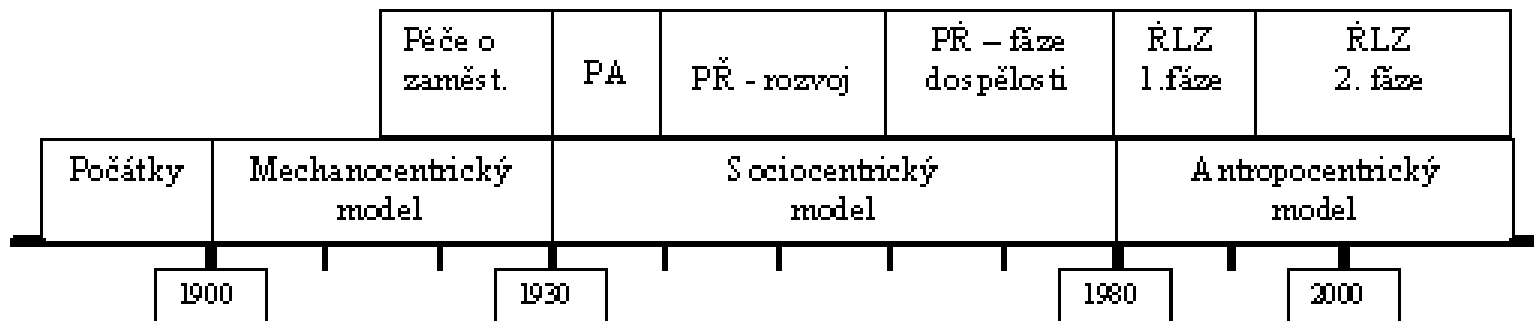 Péče o
zaměst.
PA
PŘ - rozvoj
PŘ – fáze
dospělosti
ŘLZ
1.fáze
ŘLZ
2. fáze
Počátky
Mechanocentrický
model
Sociocentrický
model
Antropocentrický
model
1900
1930
1980
2000